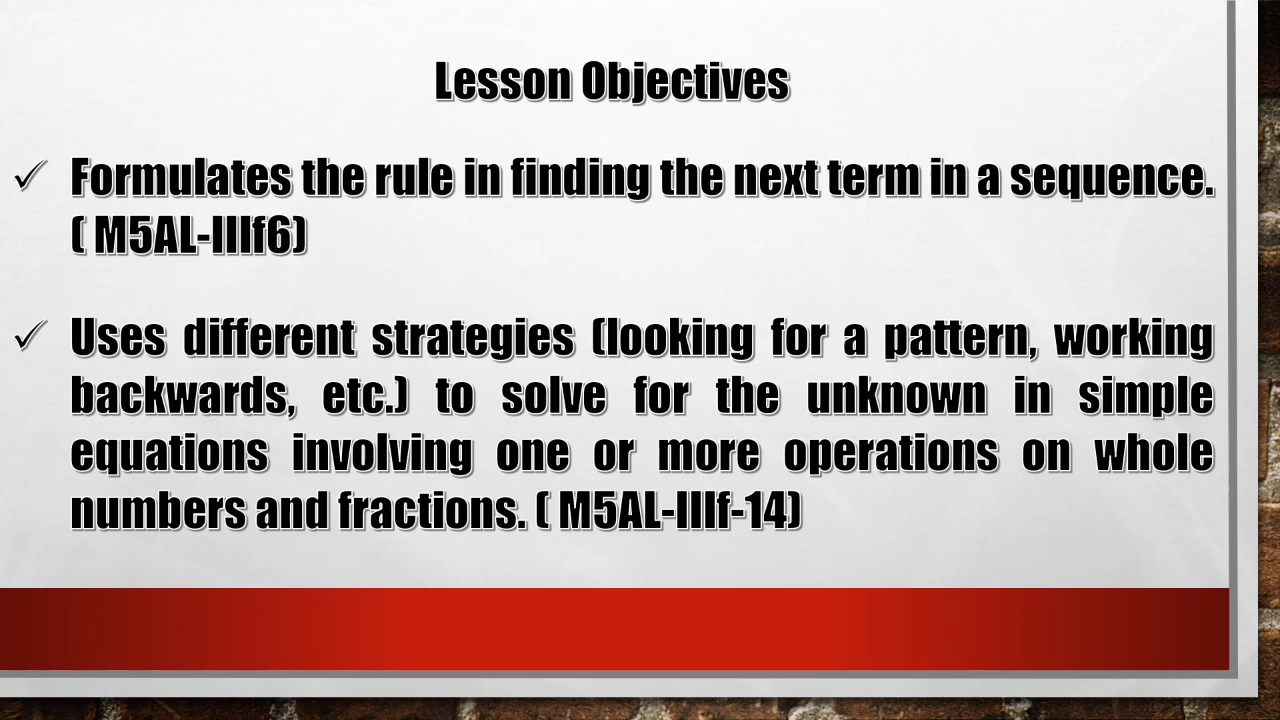 Lesson Objectives
✓ Formulates the rule in finding the next term in a sequence.
( M5AL-IIIf6)
✓ Uses different strategies (looking for a pattern, working
backwards, etc.) to solve for the unknown in simple
equations involving one or more operations on whole
numbers and fractions. ( M5AL-IIIf-14)